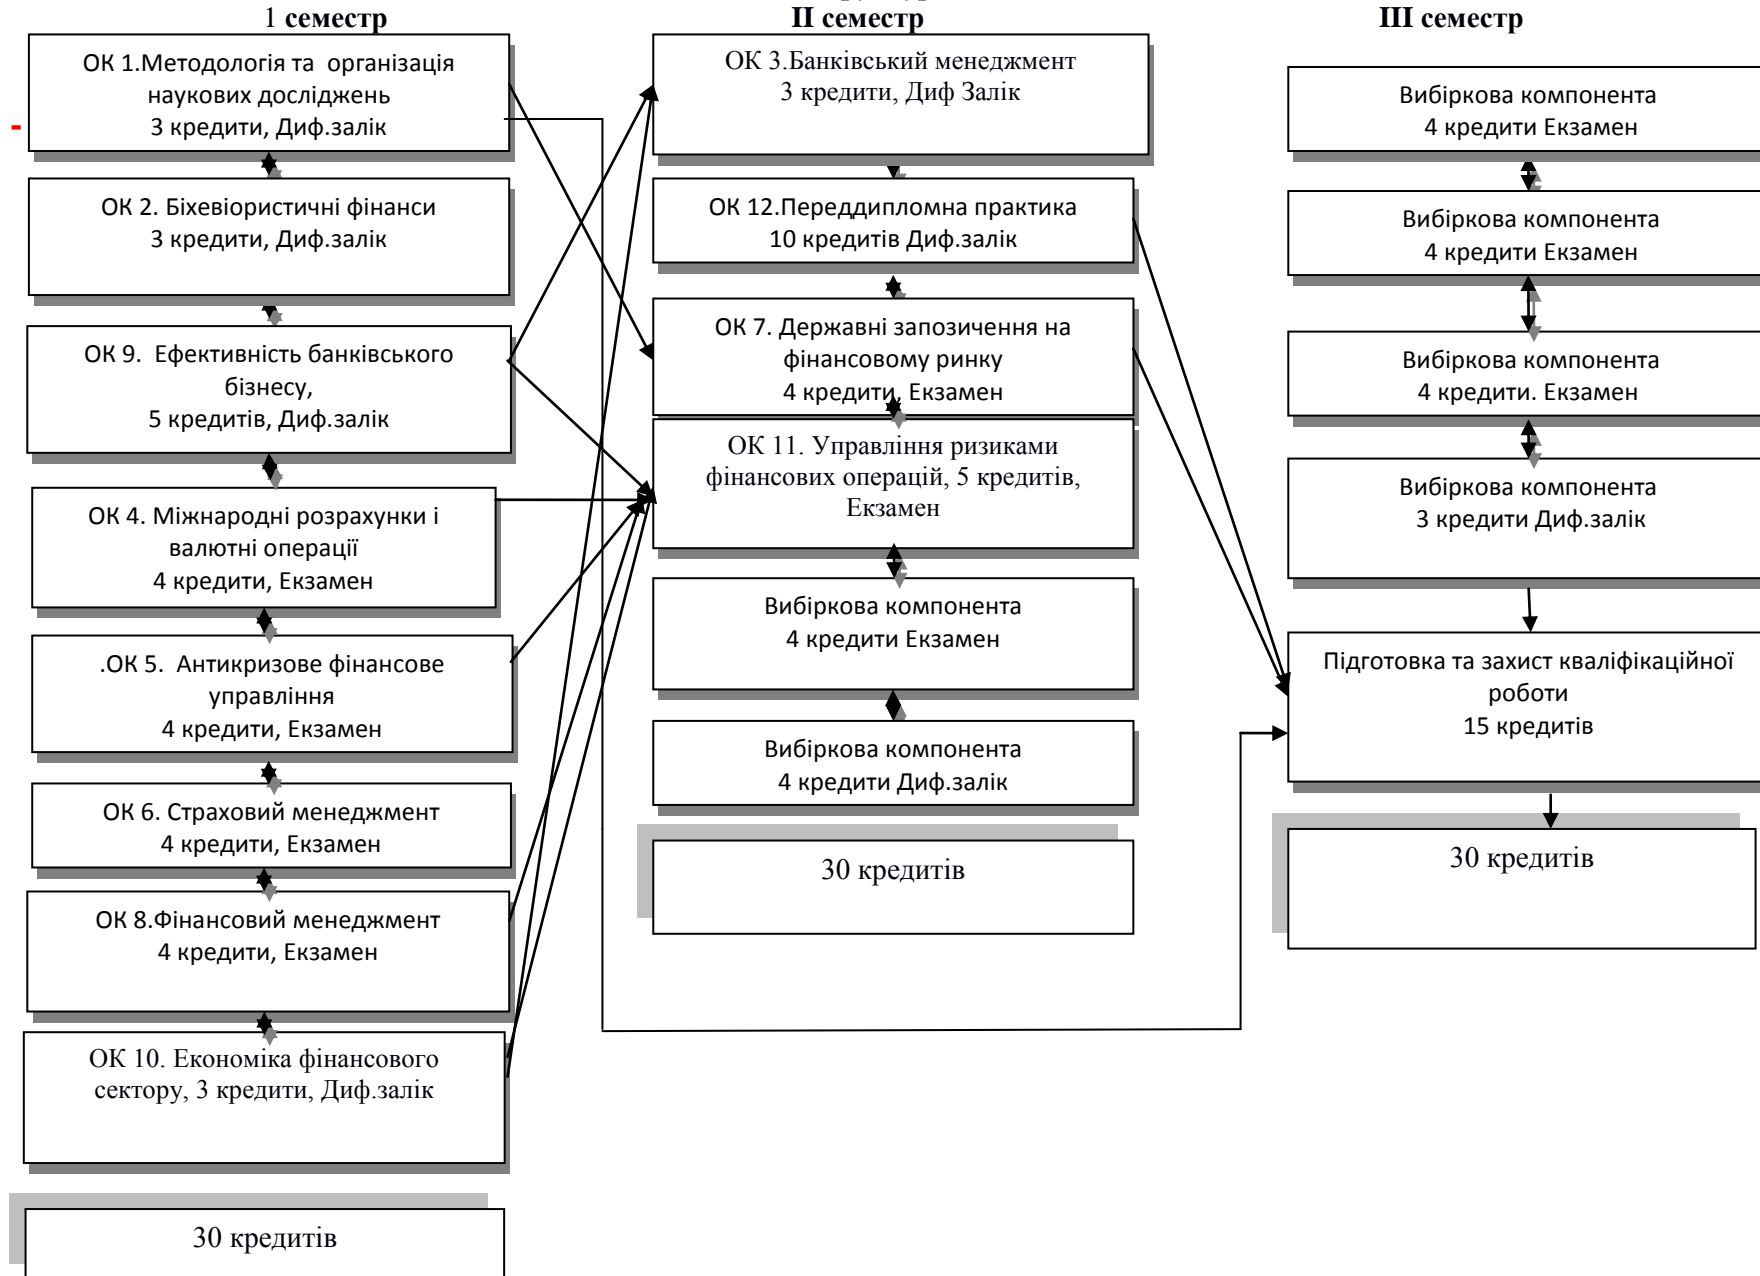 1 семестр
ОК 1.Методологія та організація
наукових досліджень
3 кредити, Диф.залік
-
ОК 2. Біхевіористичні фінанси
3 кредити, Диф.залік
ОК 9. Ефективність банківського
бізнесу,
5 кредитів, Диф.залік
ОК 4. Міжнародні розрахунки і
валютні операції
4 кредити, Екзамен
.ОК 5. Антикризове фінансове
управління
4 кредити, Екзамен
ОК 6. Страховий менеджмент
4 кредити, Екзамен
ОК 8.Фінансовий менеджмент
4 кредити, Екзамен
ОК 10. Економіка фінансового
сектору, 3 кредити, Диф.залік
30 кредитів
II семестр
ОК 3.Банківський менеджмент
3 кредити, Диф Залік
ОК 12.Переддипломна практика
10 кредитів Диф.залік
ОК 7. Державні запозичення на
фінансовому ринку
4 кредити, Екзамен
ОК 11. Управління ризиками
фінансових операцій, 5 кредитів,
Екзамен
Вибіркова компонента
4 кредити Екзамен
Вибіркова компонента
4 кредити Диф.залік
30 кредитів
III семестр
Вибіркова компонента
4 кредити Екзамен
Вибіркова компонента
4 кредити Екзамен
Вибіркова компонента
4 кредити. Екзамен
Вибіркова компонента
3 кредити Диф.залік
Підготовка та захист кваліфікаційної
роботи
15 кредитів
30 кредитів